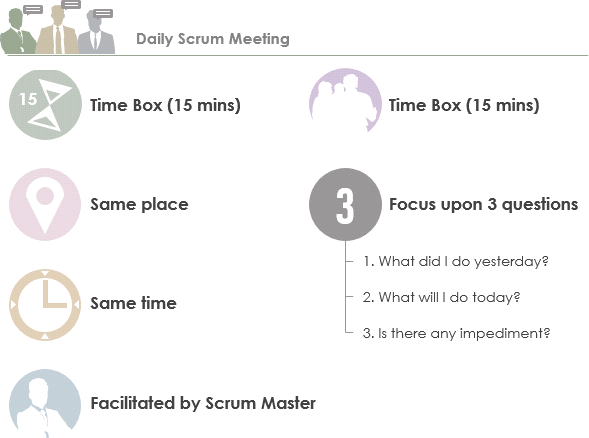 Daily Scrum Meeting
15
Time Box (15 mins)
Same place
Same time
Facilitated by Scrum Master
Time Box (15 mins)
3
Focus upon 3 questions
1. What did I do yesterday?
2. What will I do today?
3. Is there any impediment?